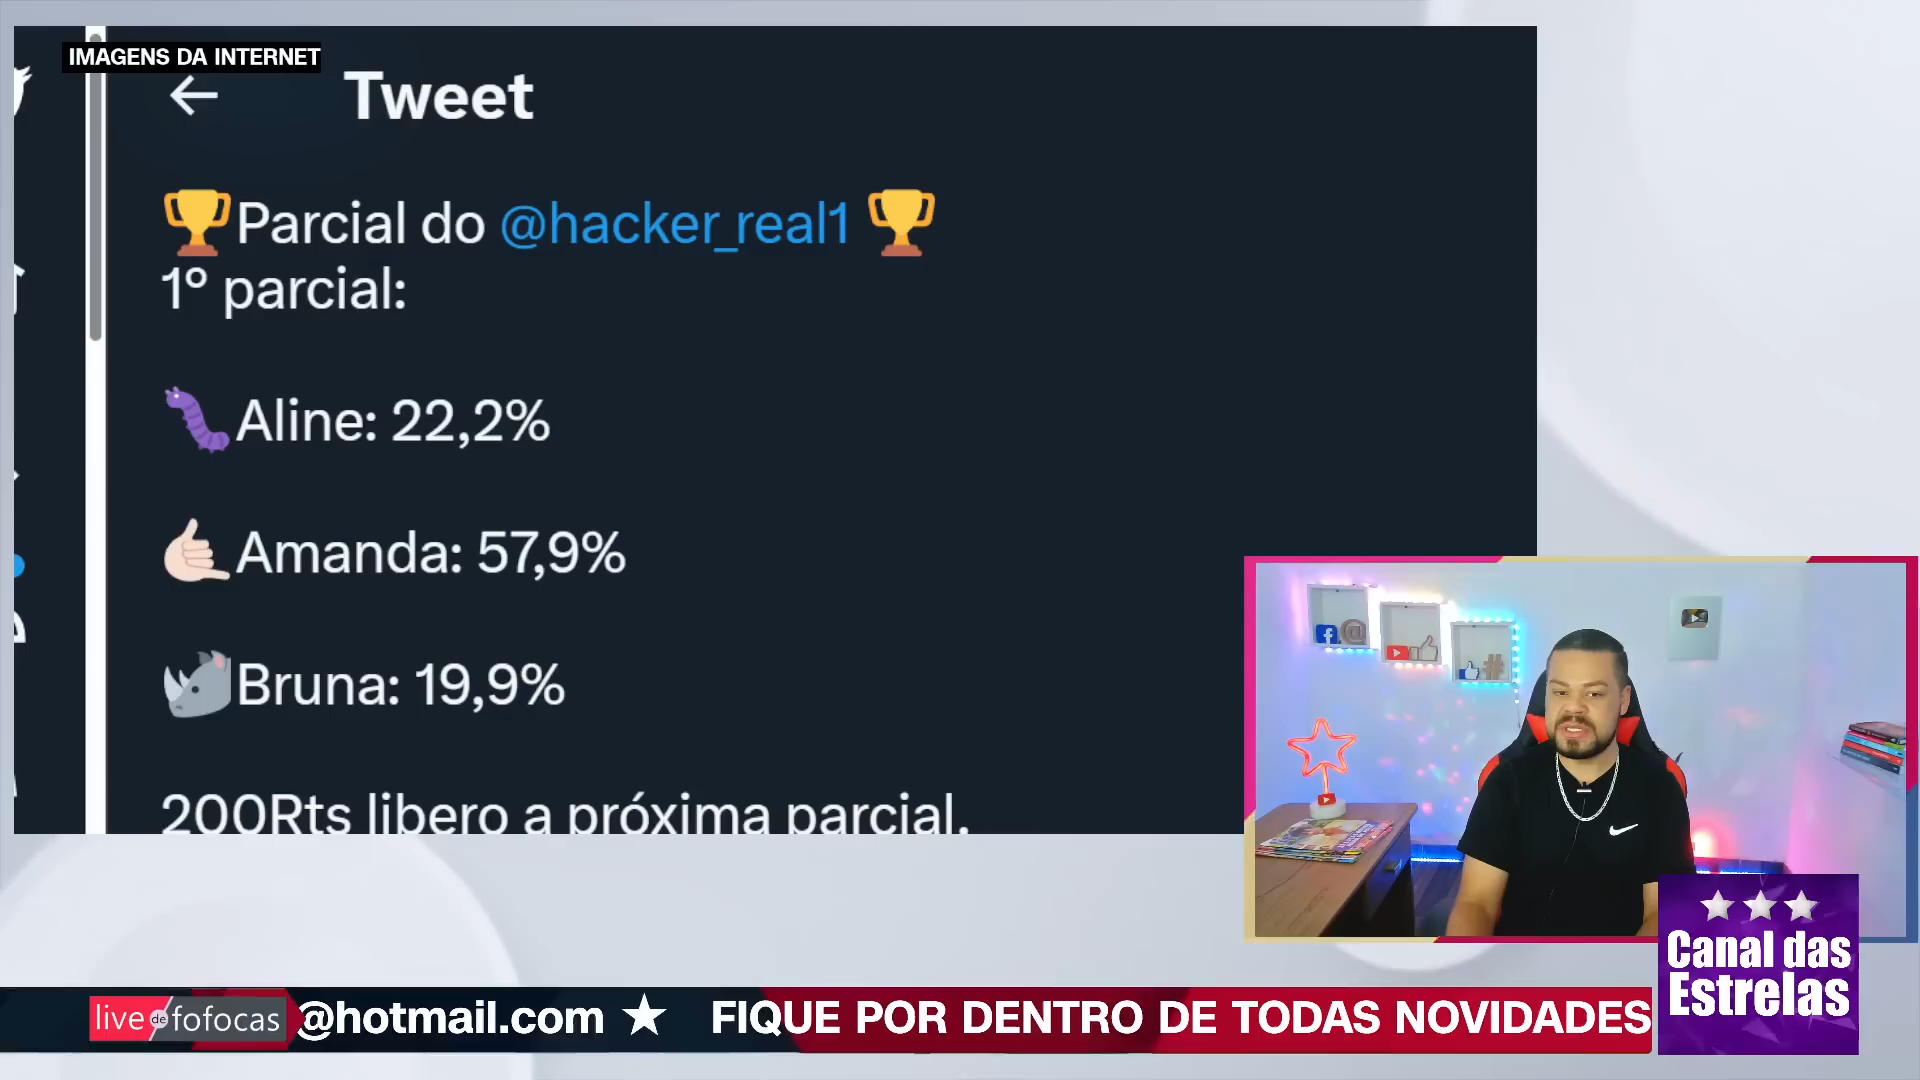 IMAGENS DA INTERNET
Tweet
Parcial do @hacker_real1
1º parcial:
Aline: 22,2%
Amanda: 57,9%
Bruna: 19,9%
200Rts libero a próxima parcial.
Canal das
Estrelas
live de fofocas
@hotmail.com ★ FIQUE POR DENTRO DE TODAS NOVIDADES